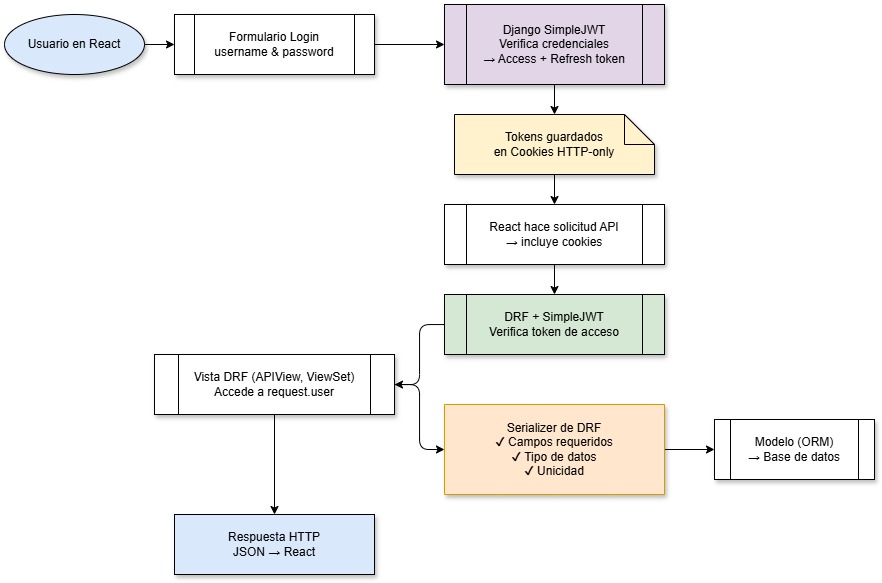 Usuario en React
Formulario Login
username & password
Django SimpleJWT
Verifica credenciales
→ Access + Refresh token
Tokens guardados
en Cookies HTTP-only
React hace solicitud API
→ incluye cookies
DRF + SimpleJWT
Verifica token de acceso
Vista DRF (APIView, ViewSet)
Accede a request.user
Serializer de DRF
✓ Campos requeridos
✓ Tipo de datos
✓ Unicidad
Modelo (ORM)
→ Base de datos
Respuesta HTTP
JSON → React